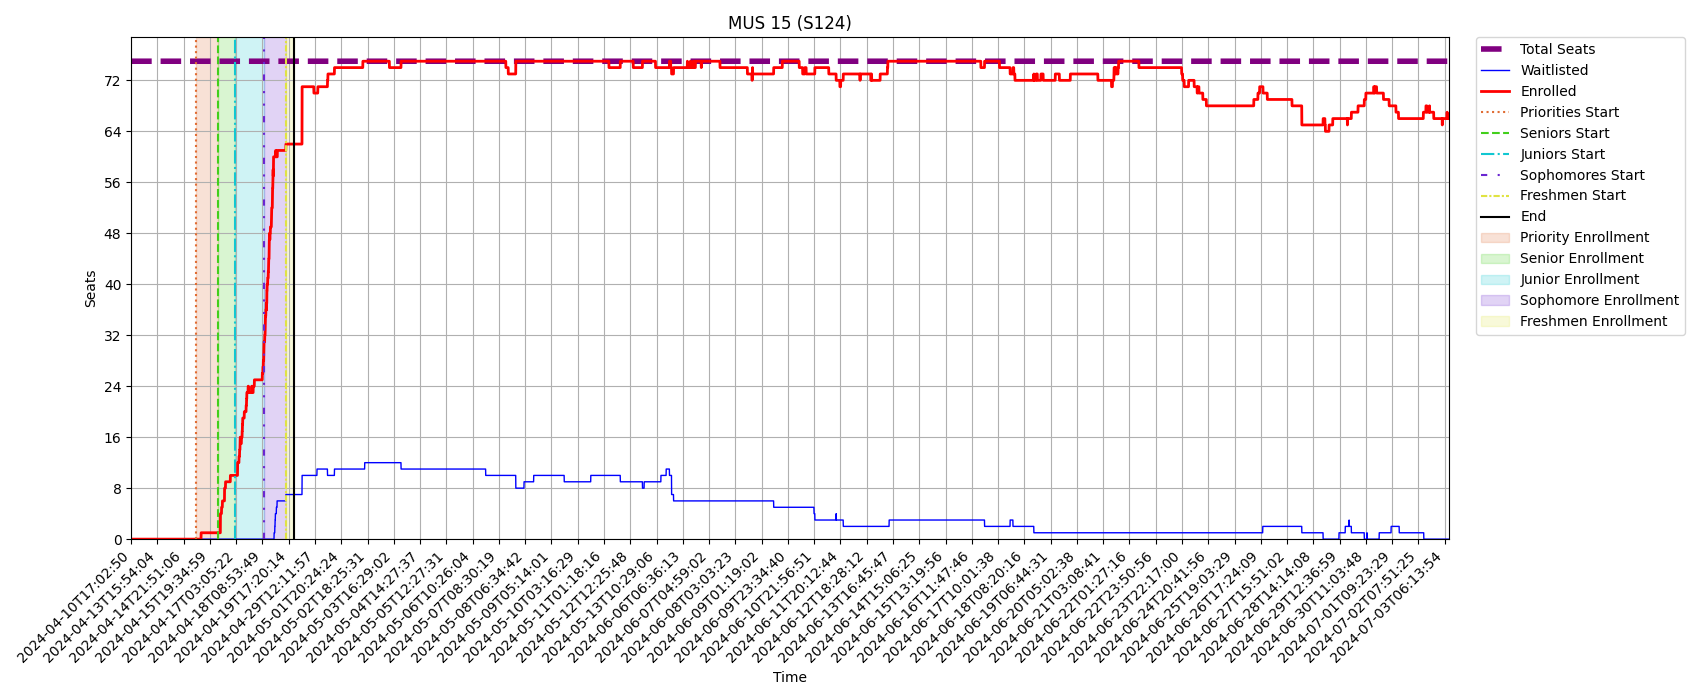 MUS 15 (S124)
Total Seats
Waitlisted
Enrolled
Priorities Start
Seniors Start
Juniors Start
Sophomores Start
Freshmen Start
End
Priority Enrollment
Senior Enrollment
Junior Enrollment
Sophomore Enrollment
Freshmen Enrollment
Seats
72
64
56
48
40
32
24
16
8
0
2024-04-10T17:02:50
2024-04-13T15:54:04
2024-04-14T21:51:06
2024-04-15T19:34:59
2024-04-17T03:05:22
2024-04-18T08:53:49
2024-04-19T17:20:14
2024-04-29T12:11:57
2024-05-01T20:24:24
2024-05-02T18:25:31
2024-05-03T16:29:02
2024-05-04T14:27:37
2024-05-05T12:27:31
2024-05-06T10:26:04
2024-05-07T08:30:19
2024-05-08T06:34:42
2024-05-09T05:14:01
2024-05-10T03:16:29
2024-05-11T01:18:16
2024-05-12T12:25:48
2024-05-13T10:29:06
2024-06-06T06:36:13
2024-06-07T04:59:02
2024-06-08T03:03:23
2024-06-09T01:19:02
2024-06-09T23:34:40
2024-06-10T21:56:51
2024-06-11T20:12:44
2024-06-12T18:28:12
2024-06-13T16:45:47
2024-06-14T15:06:25
2024-06-15T13:19:56
2024-06-16T11:47:46
2024-06-17T10:01:38
2024-06-18T08:20:16
2024-06-19T06:44:31
2024-06-20T05:02:38
2024-06-21T03:08:41
2024-06-22T01:27:16
2024-06-22T23:50:56
2024-06-23T22:17:00
2024-06-24T20:41:56
2024-06-25T19:03:29
2024-06-26T17:24:09
2024-06-27T15:51:02
2024-06-28T14:14:08
2024-06-29T12:36:59
2024-06-30T11:03:48
2024-07-01T09:23:29
2024-07-02T07:51:25
2024-07-03T06:13:54
Time